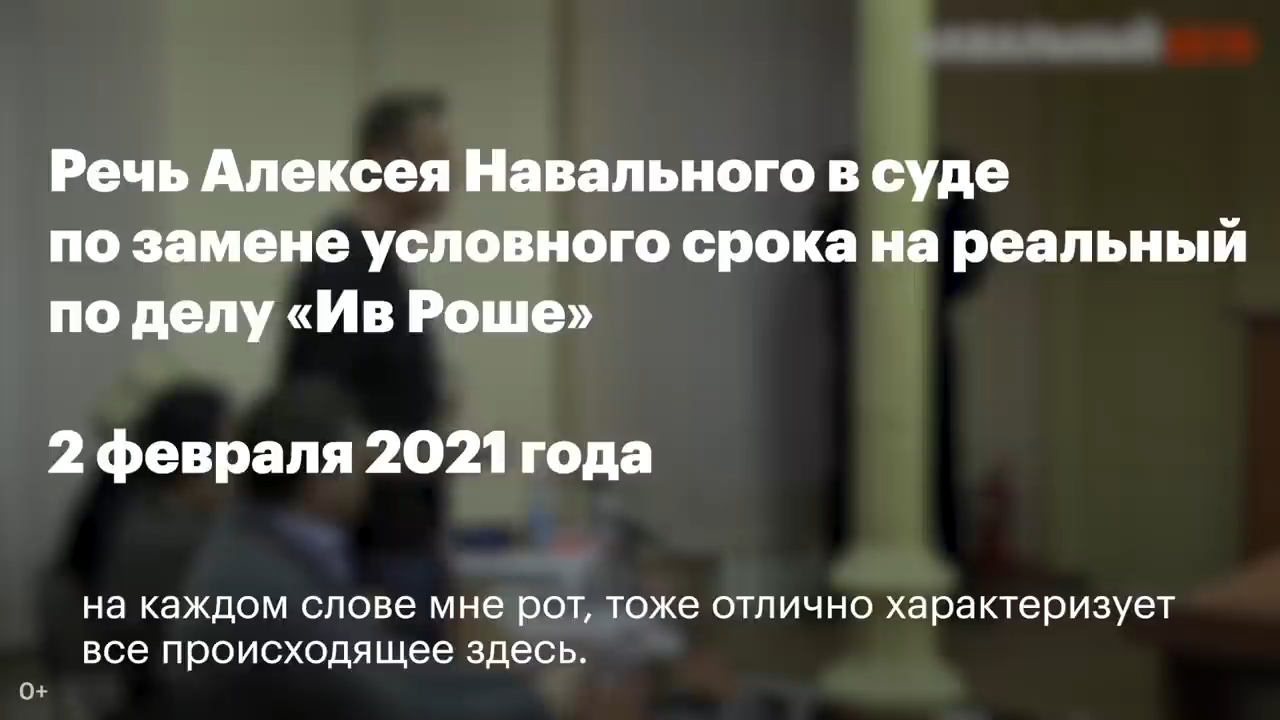 Речь Алексея Навального в суде
по замене условного срока на реальный
по делу «Ив Роше»
2 февраля 2021 года
на каждом слове мне рот, тоже отлично характеризует
все происходящее здесь.
0+